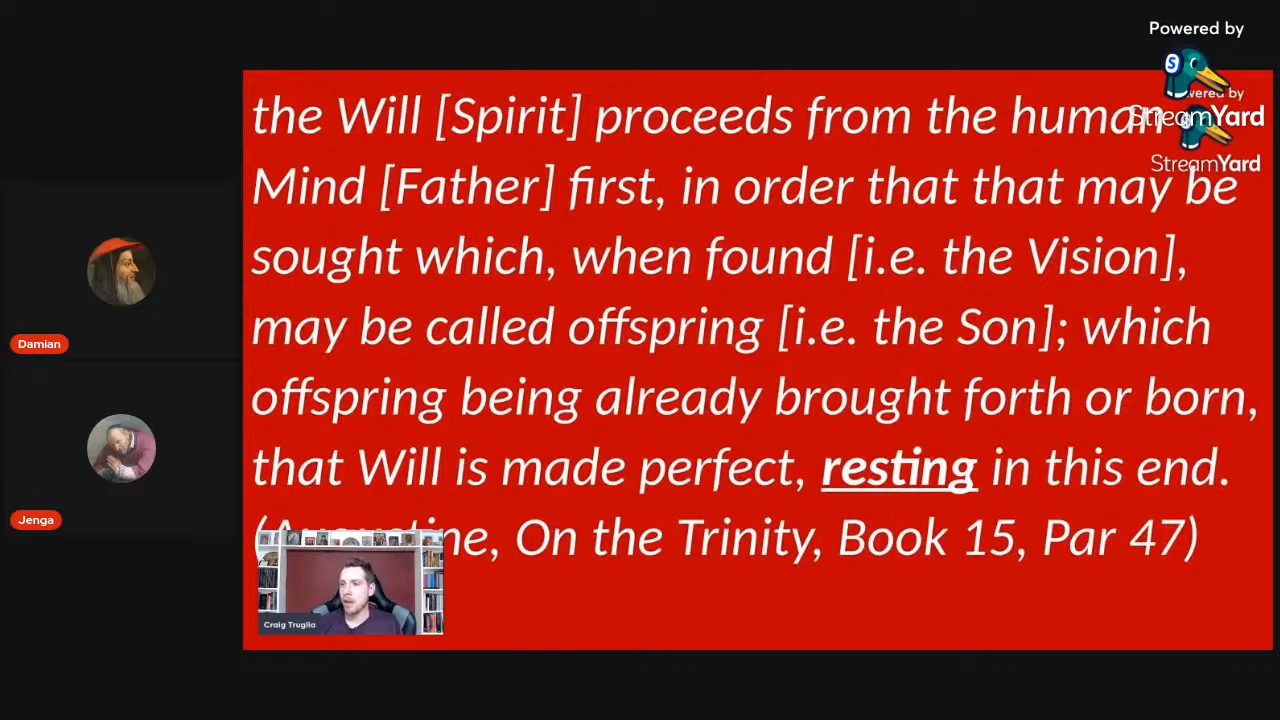 Powered by
StreamYard
StreamYard
the Will [Spirit] proceeds from the human
Mind [Father] first, in order that that may be
sought which, when found [i.e. the Vision],
may be called offspring [i.e. the Son]; which
offspring being already brought forth or born,
that Will is made perfect, resting in this end.
(Augustine, On the Trinity, Book 15, Par 47)
Damian
Jenga
Craig Truglia